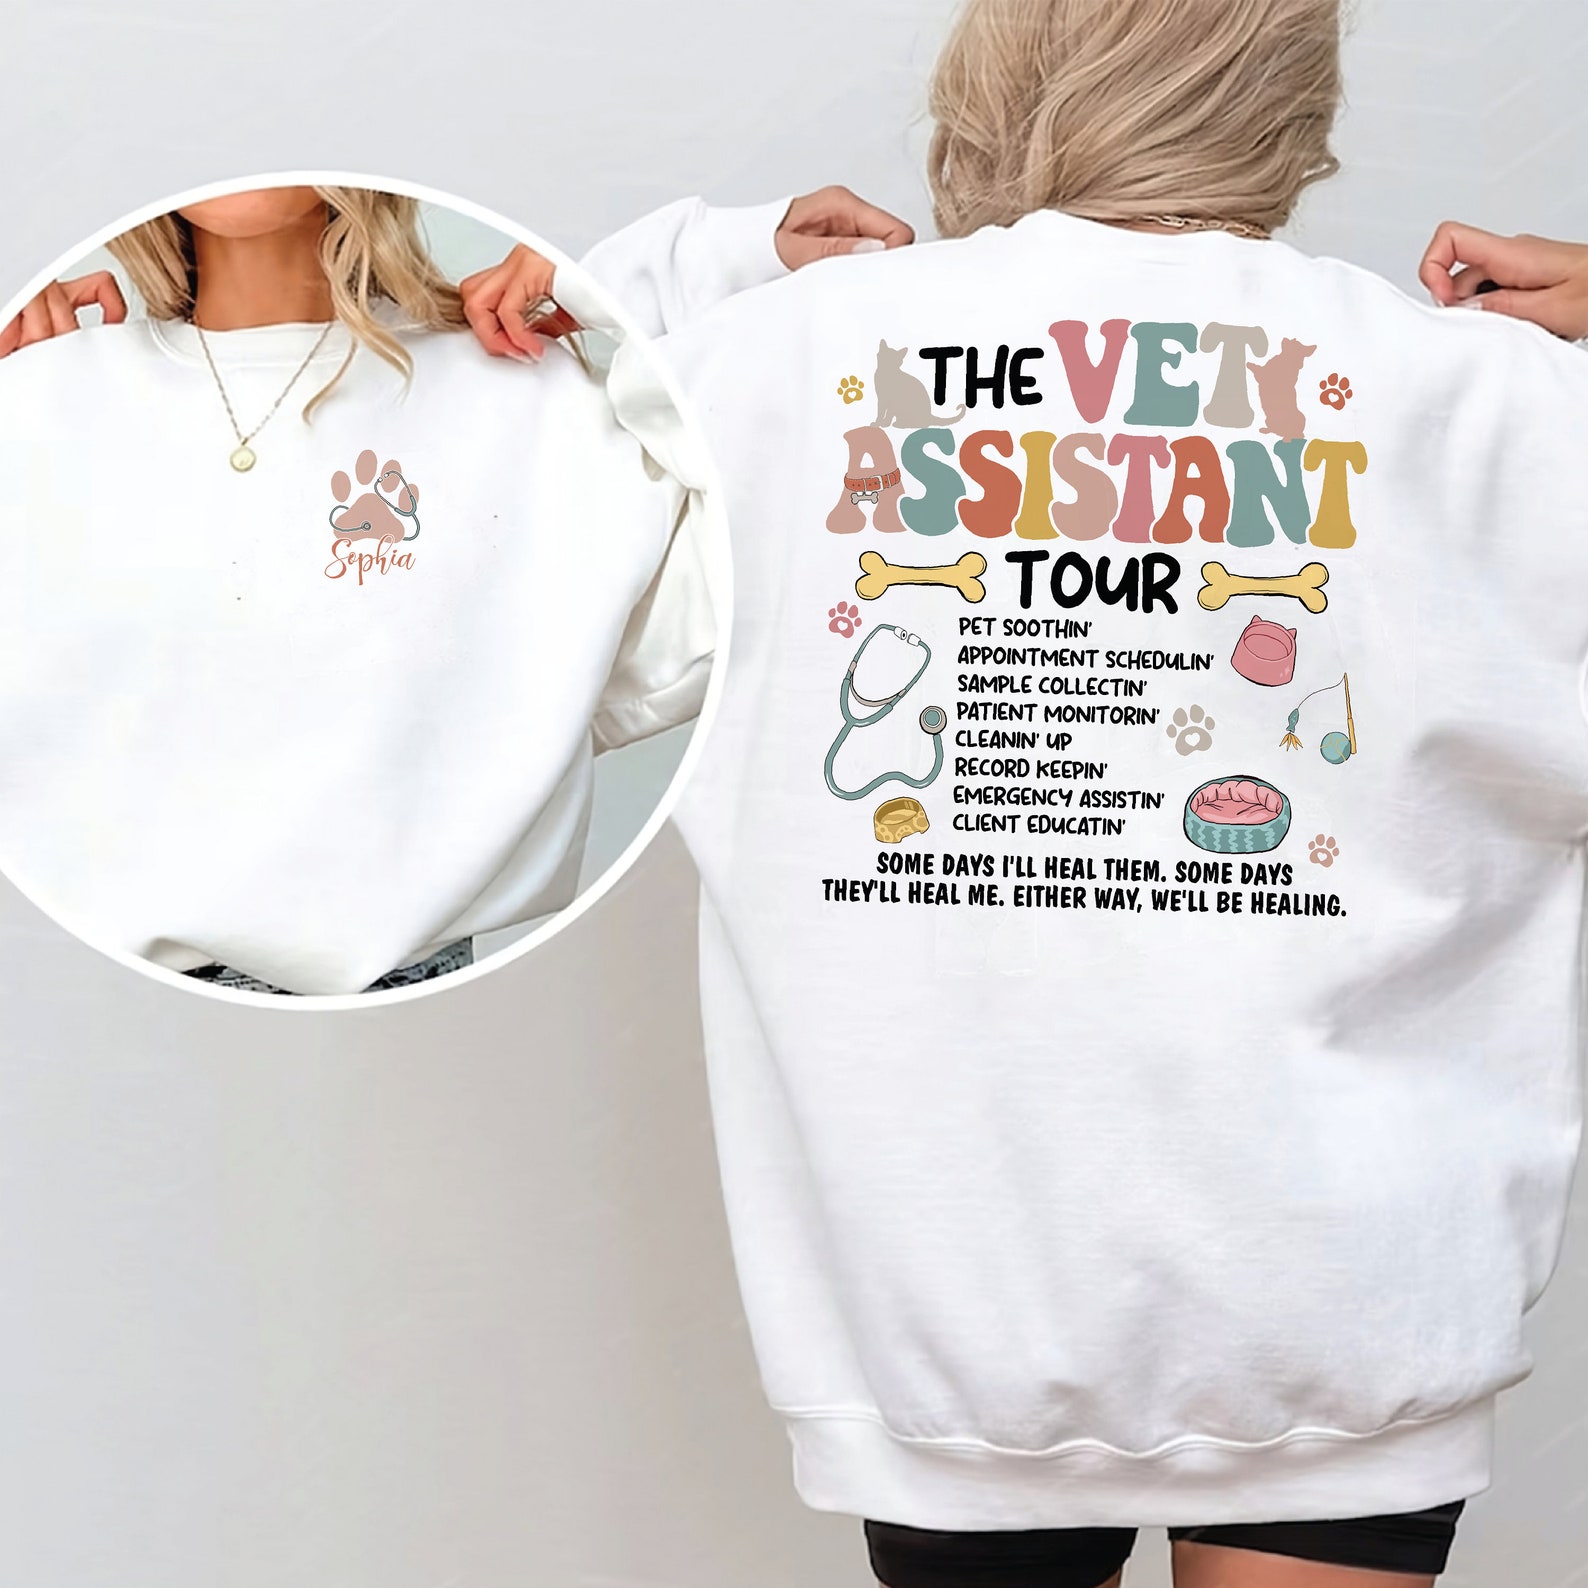 Sophia
THE VET
ASSISTANT
TOUR
PET SOOTHIN'
APPOINTMENT SCHEDULIN'
SAMPLE COLLECTIN'
PATIENT MONITORIN'
CLEANIN' UP
RECORD KEEPIN'
EMERGENCY ASSISTIN'
CLIENT EDUCATIN'
SOME DAYS I'LL HEAL THEM. SOME DAYS
THEY'LL HEAL ME. EITHER WAY, WE'LL BE HEALING.